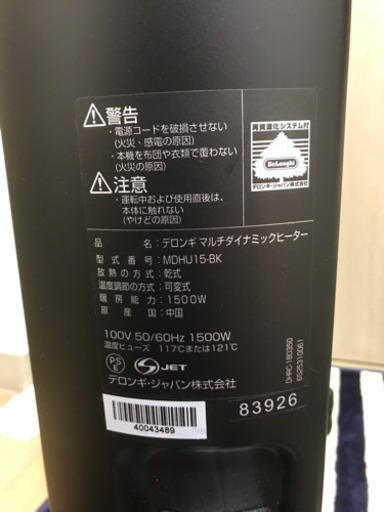 警告
・電源コードを破損させない
(火災・感電の原因)
・本機を布団や衣類で覆わない
(火災の原因)
注意
・運転中および使用直後は、
本体に触れない
(やけどの原因)
再資源化システム付
DeLonghi
デロンギ・ジャパン株式会社
品 名：デロンギ マルチダイナミックヒーター
型式番号：MDHU15-BK
放熱の方式：乾式
温度調節の方式：可変式
暖房能力：1500W
原産国：中国
100V 50/60Hz 1500W
温度ヒューズ 117℃または121℃
PS
E
S JET
デロンギ・ジャパン株式会社
DHRC-180350
6525310061
40043489
83926